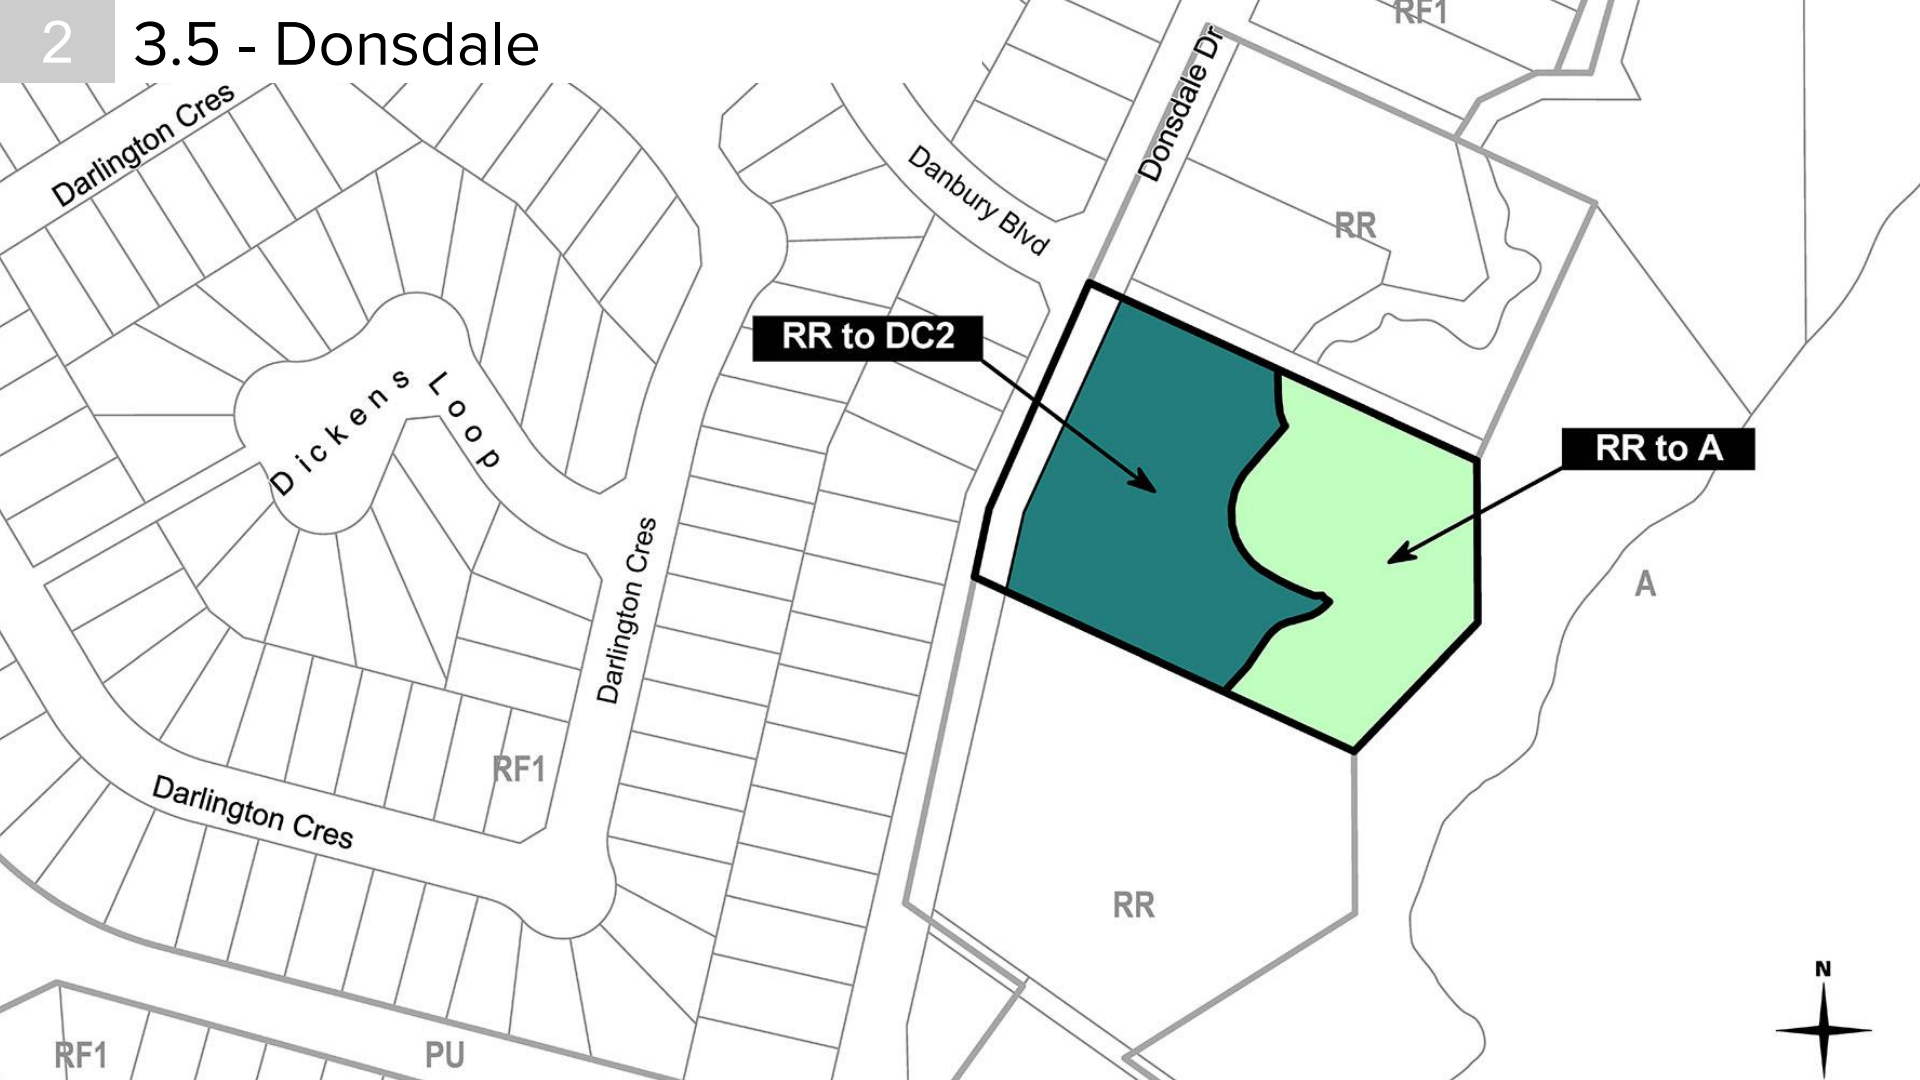 2
3.5 - Donsdale
RF1
Darlington Cres
Donsdale Dr
Danbury Blvd
RR
RR to DC2
Dickens Loop
RR to A
A
Darlington Cres
RF1
Darlington Cres
RR
N
RF1
PU